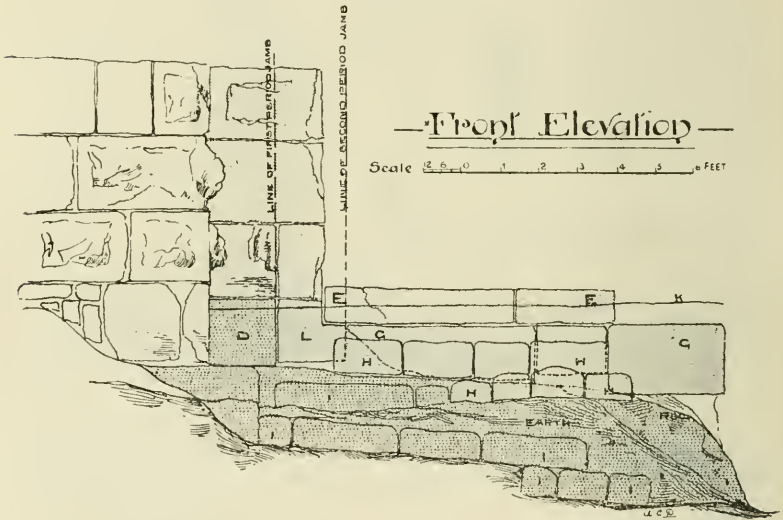 LINE OF FIRST PERIOD JAMB
LINE OF SECOND PERIOD JAMB
Front Elevation
Scale 12 6 0 1 2 3 4 5 6 FEET
E E K
D L G G
H H
I H H
EARTH ROCK
I I I
I I I I I